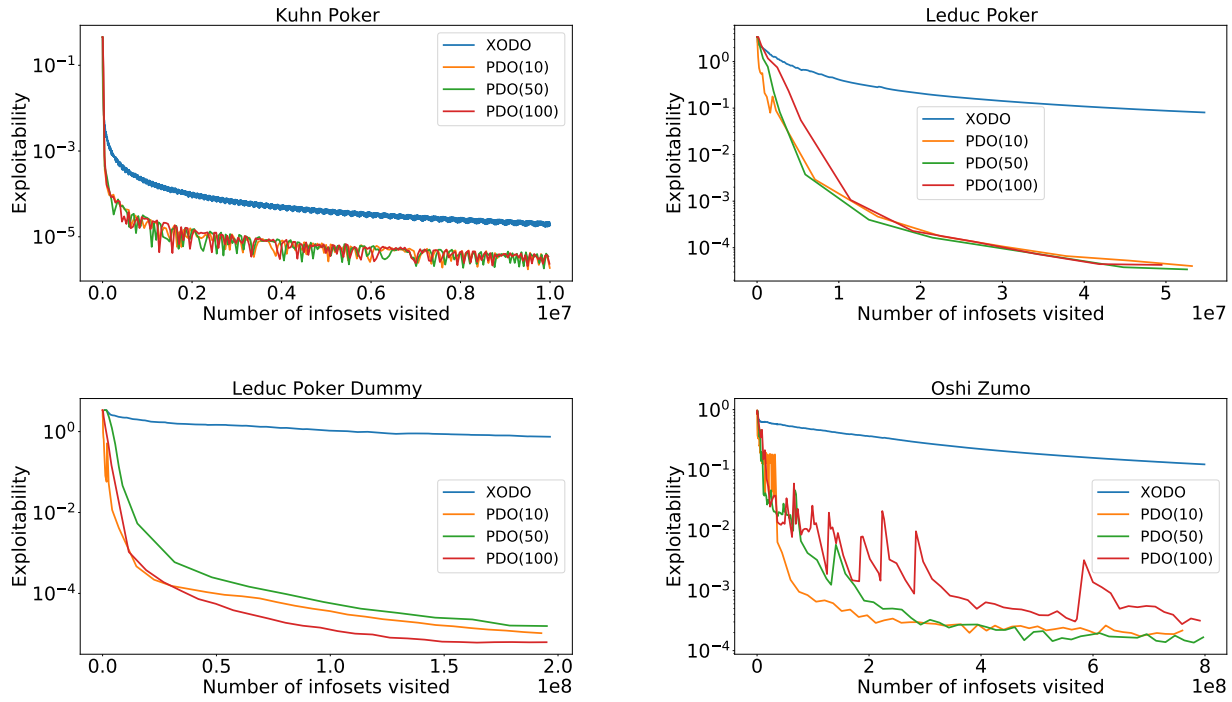 Kuhn Poker
Exploitability
10⁻¹
10⁻³
10⁻⁵
XODO
PDO(10)
PDO(50)
PDO(100)
0.0 0.2 0.4 0.6 0.8 1.0
1e7
Number of infosets visited
Leduc Poker
Exploitability
10⁰
10⁻¹
10⁻²
10⁻³
10⁻⁴
XODO
PDO(10)
PDO(50)
PDO(100)
0 1 2 3 4 5
1e7
Number of infosets visited
Leduc Poker Dummy
Exploitability
10⁰
10⁻²
10⁻⁴
XODO
PDO(10)
PDO(50)
PDO(100)
0.0 0.5 1.0 1.5 2.0
1e8
Number of infosets visited
Oshi Zumo
Exploitability
10⁰
10⁻¹
10⁻²
10⁻³
10⁻⁴
XODO
PDO(10)
PDO(50)
PDO(100)
0 2 4 6 8
1e8
Number of infosets visited